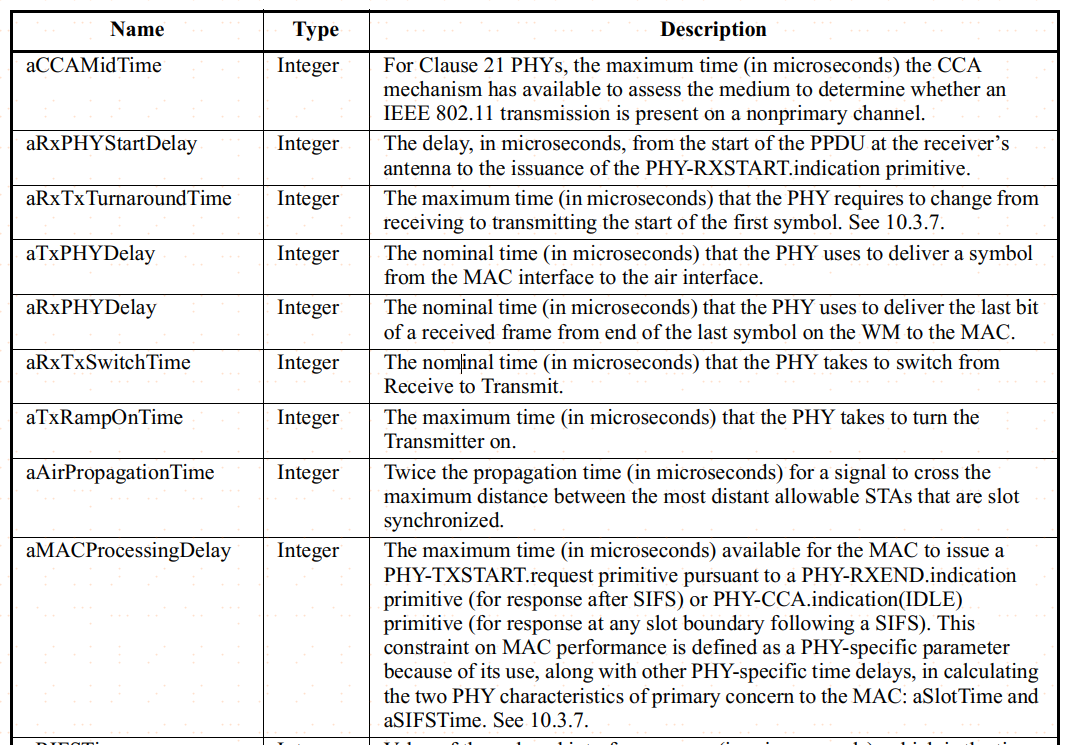 Name Type Description
aCCAMidTime Integer For Clause 21 PHYs, the maximum time (in microseconds) the CCA
mechanism has available to assess the medium to determine whether an
IEEE 802.11 transmission is present on a nonprimary channel.
aRxPHYStartDelay Integer The delay, in microseconds, from the start of the PPDU at the receiver’s
antenna to the issuance of the PHY-RXSTART.indication primitive.
aRxTxTurnaroundTime Integer The maximum time (in microseconds) that the PHY requires to change from
receiving to transmitting the start of the first symbol. See 10.3.7.
aTxPHYDelay Integer The nominal time (in microseconds) that the PHY uses to deliver a symbol
from the MAC interface to the air interface.
aRxPHYDelay Integer The nominal time (in microseconds) that the PHY uses to deliver the last bit
of a received frame from end of the last symbol on the WM to the MAC.
aRxTxSwitchTime Integer The nominal time (in microseconds) that the PHY takes to switch from
Receive to Transmit.
aTxRampOnTime Integer The maximum time (in microseconds) that the PHY takes to turn the
Transmitter on.
aAirPropagationTime Integer Twice the propagation time (in microseconds) for a signal to cross the
maximum distance between the most distant allowable STAs that are slot
synchronized.
aMACProcessingDelay Integer The maximum time (in microseconds) available for the MAC to issue a
PHY-TXSTART.request primitive pursuant to a PHY-RXEND.indication
primitive (for response after SIFS) or PHY-CCA.indication(IDLE)
primitive (for response at any slot boundary following a SIFS). This
constraint on MAC performance is defined as a PHY-specific parameter
because of its use, along with other PHY-specific time delays, in calculating
the two PHY characteristics of primary concern to the MAC: aSlotTime and
aSIFSTime. See 10.3.7.